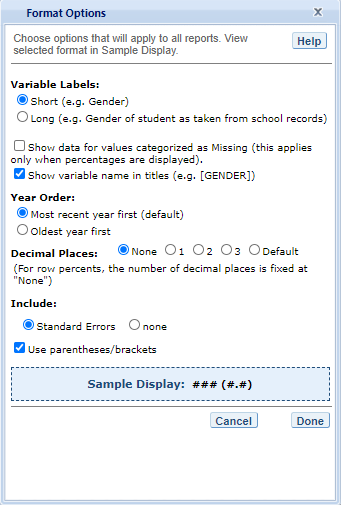 Format Options
Choose options that will apply to all reports. View
selected format in Sample Display.
Help
Variable Labels:
Short (e.g. Gender)
Long (e.g. Gender of student as taken from school records)
Show data for values categorized as Missing (this applies
only when percentages are displayed).
Show variable name in titles (e.g. [GENDER])
Year Order:
Most recent year first (default)
Oldest year first
Decimal Places: None 1 2 3 Default
(For row percents, the number of decimal places is fixed at
"None")
Include:
Standard Errors none
Use parentheses/brackets
Sample Display: ### (#.#)
Cancel Done